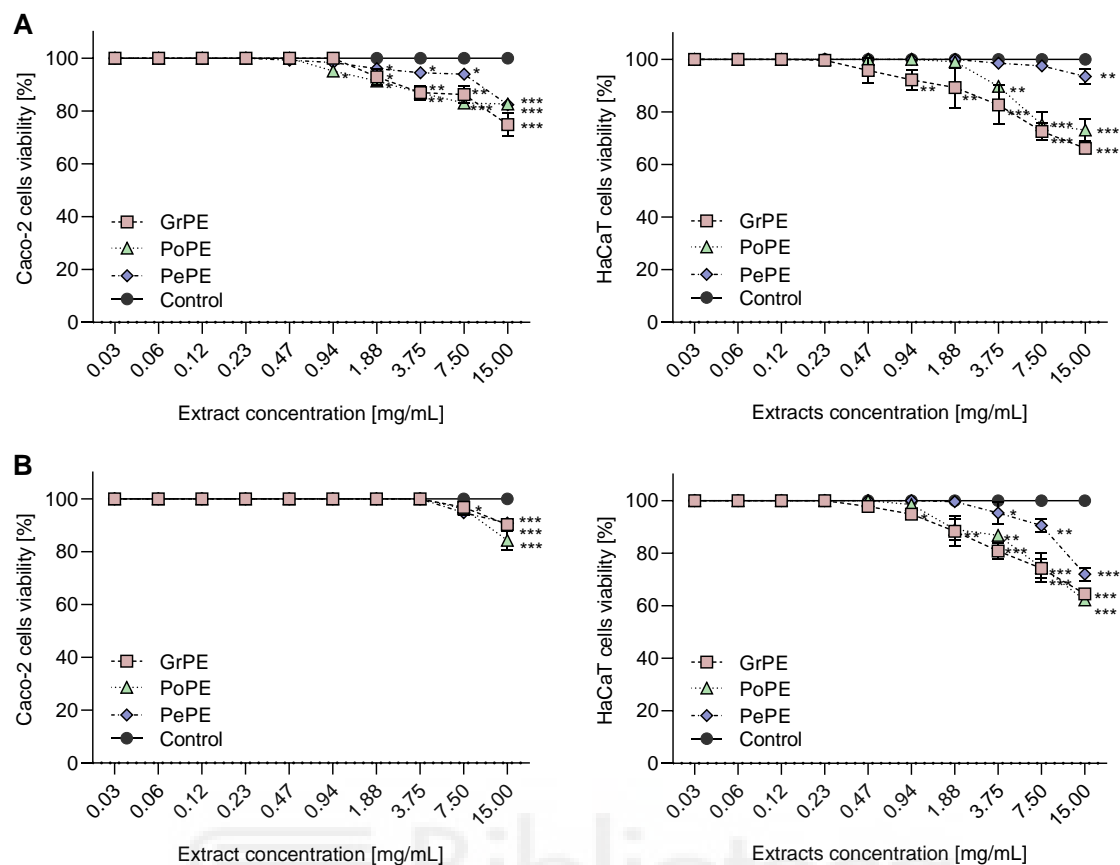 A
Caco-2 cells viability [%]
100
80
60
40
20
0
GrPE
PoPE
PePE
Control
* * * * * ** ** * ** *** *** *** ***
0.03 0.06 0.12 0.23 0.47 0.94 1.88 3.75 7.50 15.00
Extract concentration [mg/mL]
HaCaT cells viability [%]
100
80
60
40
20
0
GrPE
PoPE
PePE
Control
** ** ** *** *** *** ** *** ***
0.03 0.06 0.12 0.23 0.47 0.94 1.88 3.75 7.50 15.00
Extracts concentration [mg/mL]
B
Caco-2 cells viability [%]
100
80
60
40
20
0
GrPE
PoPE
PePE
Control
* *** *** ***
0.03 0.06 0.12 0.23 0.47 0.94 1.88 3.75 7.50 15.00
Extract concentration [mg/mL]
HaCaT cells viability [%]
100
80
60
40
20
0
GrPE
PoPE
PePE
Control
* ** * ** *** ** *** *** *** *** ***
0.03 0.06 0.12 0.23 0.47 0.94 1.88 3.75 7.50 15.00
Extracts concentration [mg/mL]